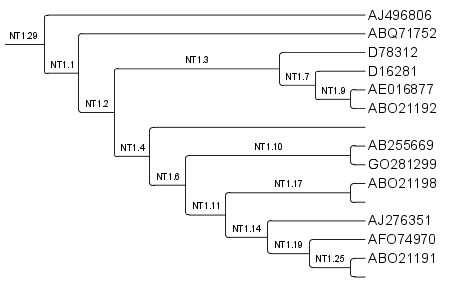 AJ496806
NT1.29
ABQ71752
D78312
NT1.3
NT1.1
D16281
NT1.7
AE016877
NT1.9
NT1.2
ABO21192
AB255669
NT1.4
NT1.10
GO281299
NT1.6
ABO21198
NT1.17
NT1.11
AJ276351
NT1.14
AFO74970
NT1.19
ABO21191
NT1.25